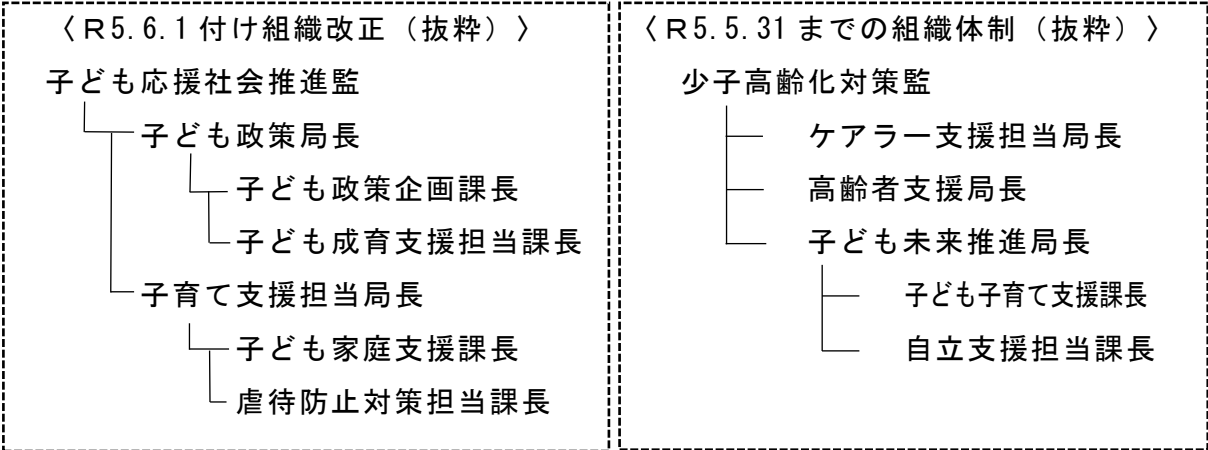 〈Ｒ5.6.1付け組織改正（抜粋）〉
子ども応援社会推進監
子ども政策局長
子ども政策企画課長
子ども成育支援担当課長
子育て支援担当局長
子ども家庭支援課長
虐待防止対策担当課長
〈Ｒ5.5.31までの組織体制（抜粋）〉
少子高齢化対策監
ケアラー支援担当局長
高齢者支援局長
子ども未来推進局長
子ども子育て支援課長
自立支援担当課長